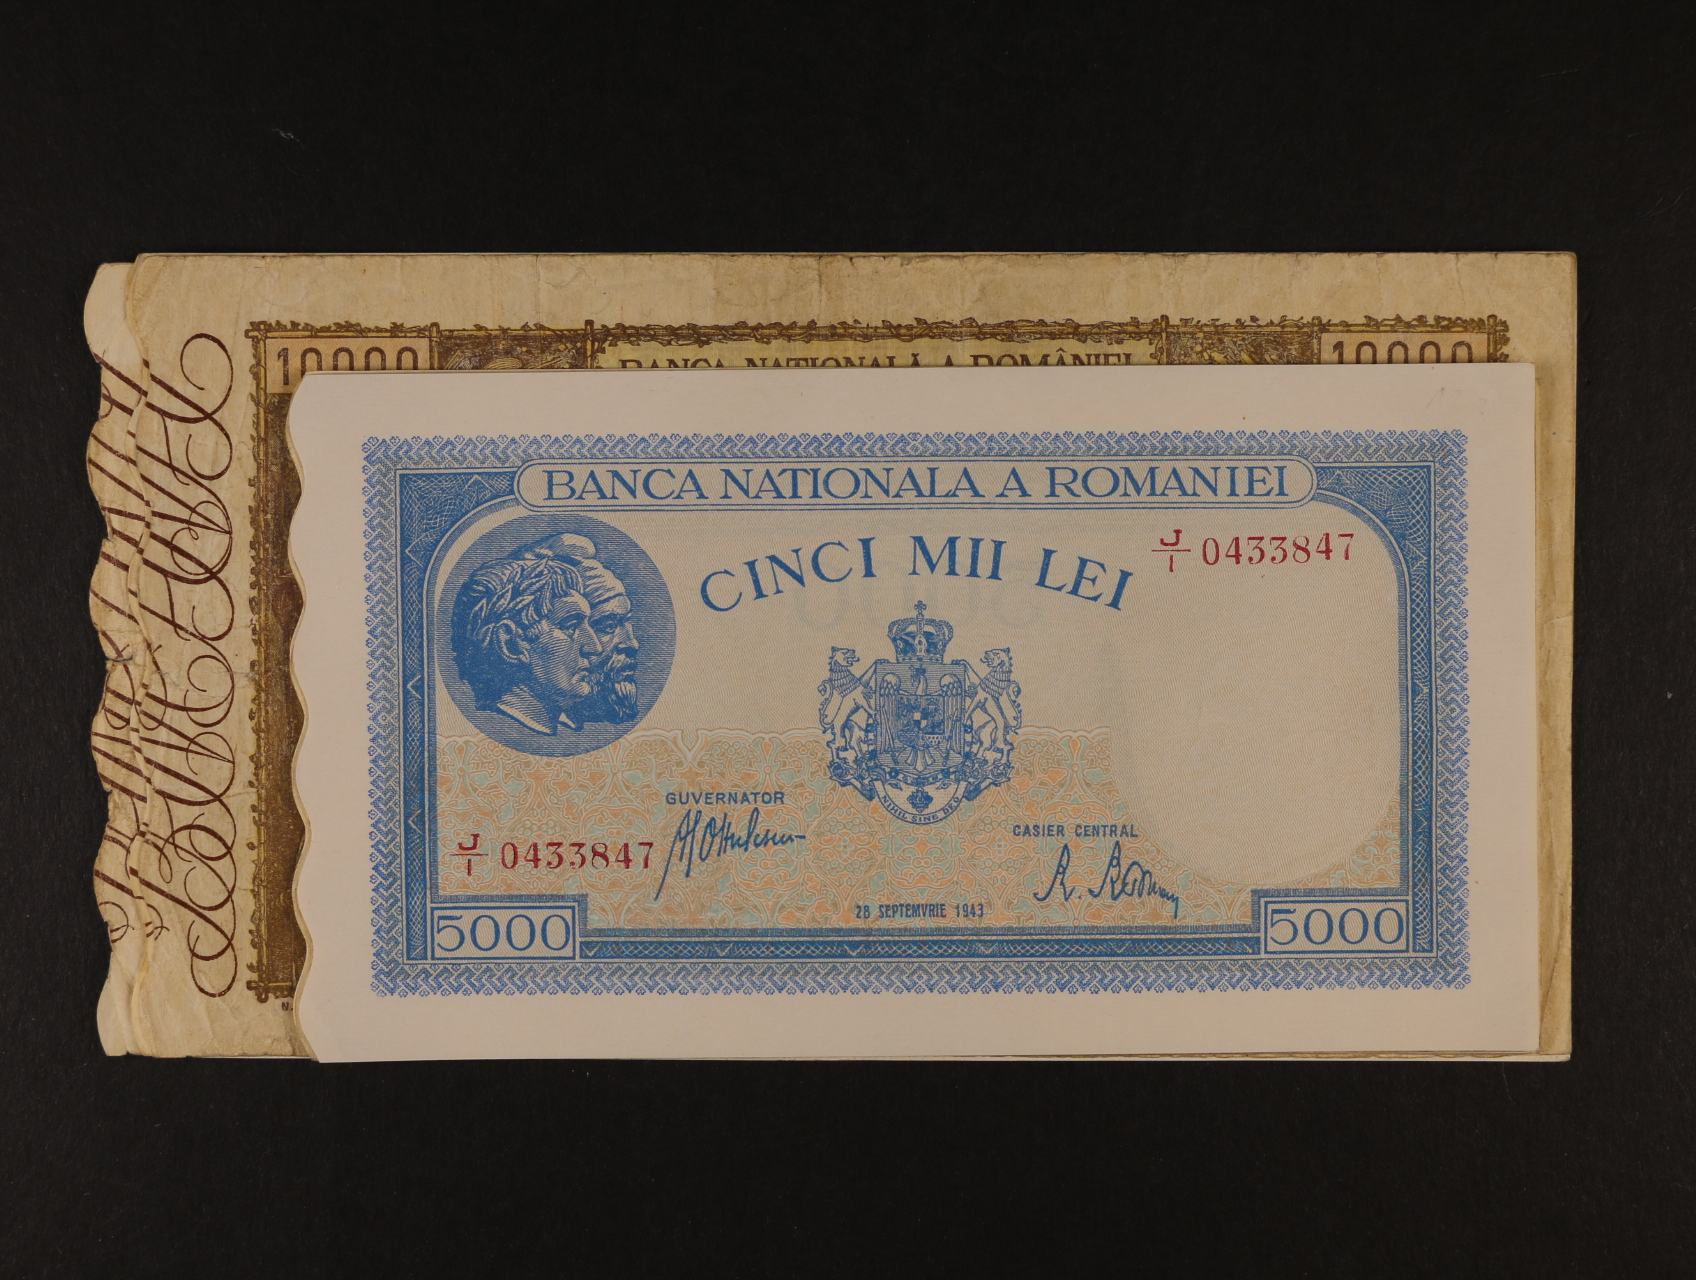 10000
BANCA NAȚIONALĂ A ROMÂNIEI
10000
BANCA NATIONALA A ROMANIEI
CINCI MII LEI
J/1 0433847
NIHIL SINE DEO
GUVERNATOR
CASIER CENTRAL
J/1 0433847
28 SEPTEMVRIE 1943
5000
5000